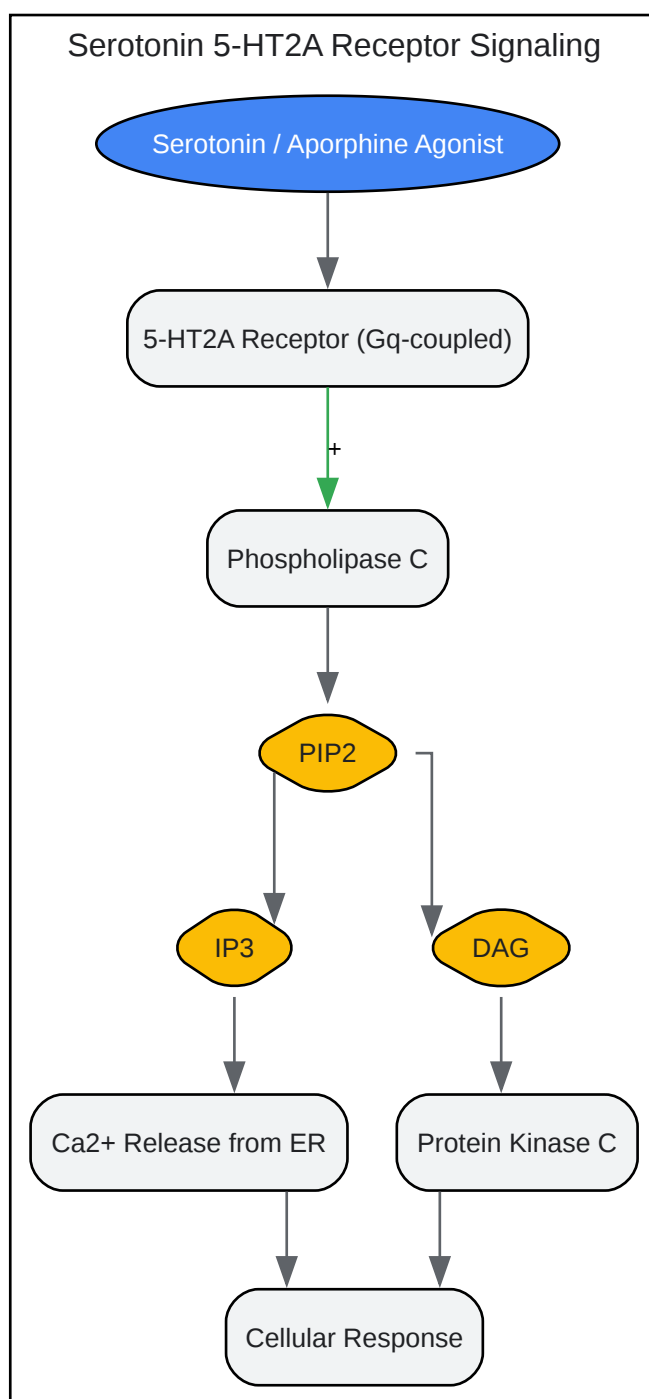 Serotonin 5-HT2A Receptor Signaling
Serotonin / Aporphine Agonist
5-HT2A Receptor (Gq-coupled)
+
Phospholipase C
PIP2
IP3
DAG
Ca2+ Release from ER
Protein Kinase C
Cellular Response